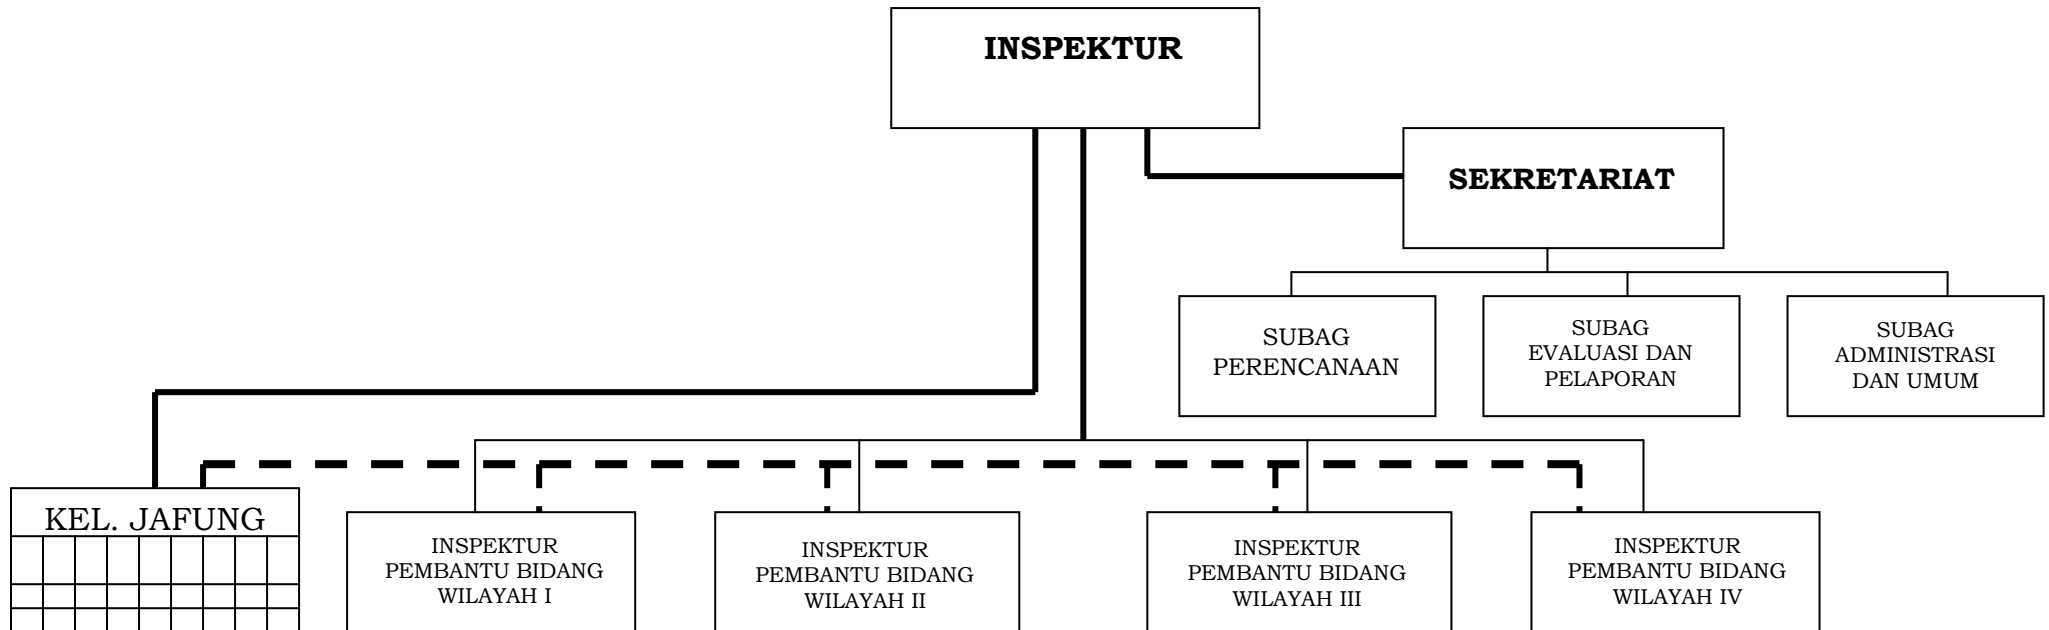 INSPEKTUR
SEKRETARIAT
SUBAG
PERENCANAAN
SUBAG
EVALUASI DAN
PELAPORAN
SUBAG
ADMINISTRASI
DAN UMUM
KEL. JAFUNG
INSPEKTUR
PEMBANTU BIDANG
WILAYAH I
INSPEKTUR
PEMBANTU BIDANG
WILAYAH II
INSPEKTUR
PEMBANTU BIDANG
WILAYAH III
INSPEKTUR
PEMBANTU BIDANG
WILAYAH IV